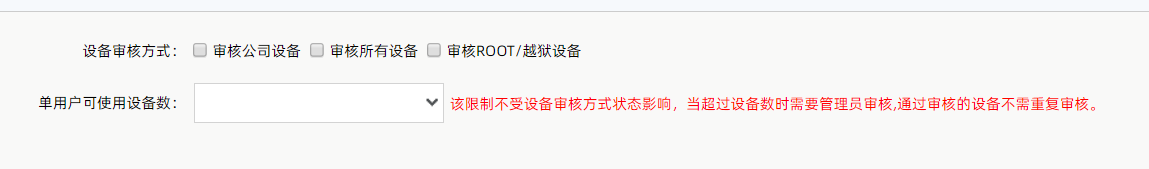 设备审核方式： 审核公司设备 审核所有设备 审核ROOT/越狱设备
单用户可使用设备数： 该限制不受设备审核方式状态影响，当超过设备数时需要管理员审核,通过审核的设备不需重复审核。